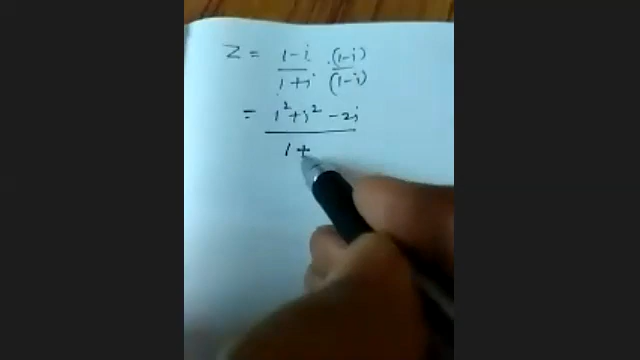 Z = 1-i/1+i · (1-i)/(1-i)
= 1² + i² - 2i / 1 +